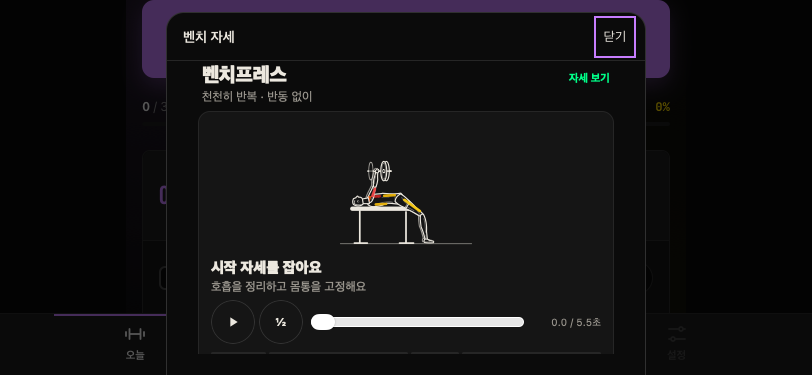 벤치 자세
닫기
벤치프레스
자세 보기
천천히 반복 · 반동 없이
0 / 3
0%
시작 자세를 잡아요
호흡을 정리하고 몸통을 고정해요
½
0.0 / 5.5초
오늘
설정